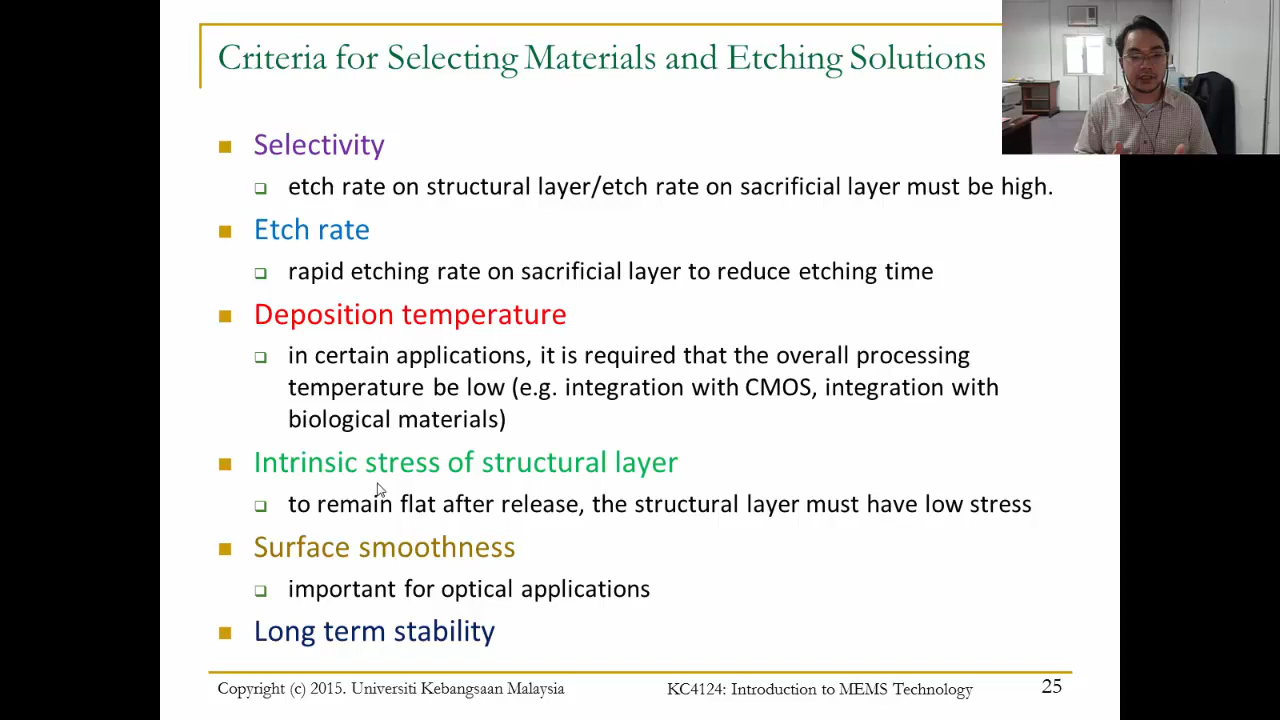 Criteria for Selecting Materials and Etching Solutions
Selectivity
etch rate on structural layer/etch rate on sacrificial layer must be high.
Etch rate
rapid etching rate on sacrificial layer to reduce etching time
Deposition temperature
in certain applications, it is required that the overall processing
temperature be low (e.g. integration with CMOS, integration with
biological materials)
Intrinsic stress of structural layer
to remain flat after release, the structural layer must have low stress
Surface smoothness
important for optical applications
Long term stability
Copyright (c) 2015. Universiti Kebangsaan Malaysia
KC4124: Introduction to MEMS Technology
25